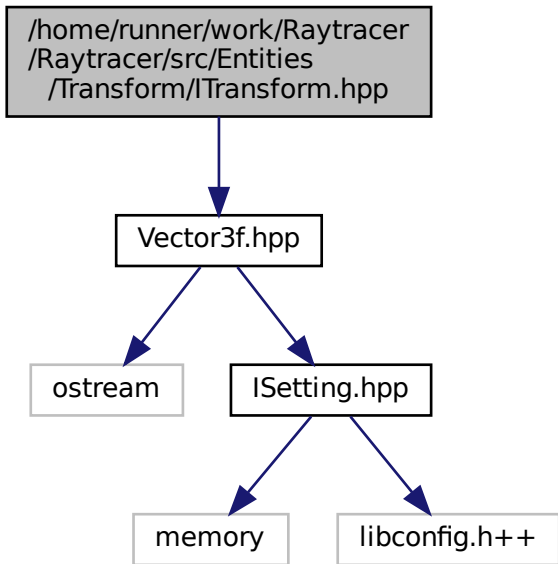 /home/runner/work/Raytracer
/Raytracer/src/Entities
/Transform/ITransform.hpp
Vector3f.hpp
ostream
ISetting.hpp
memory
libconfig.h++